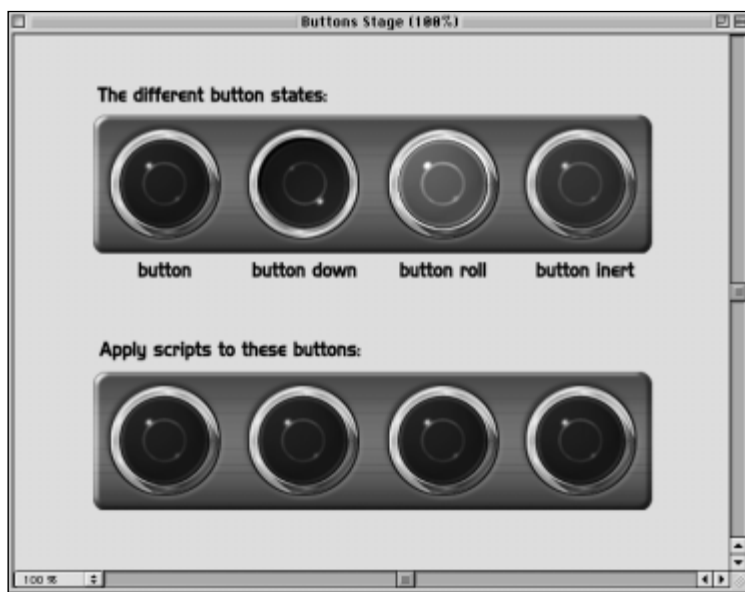 Buttons Stage (100%)
The different button states:
button button down button roll button inert
Apply scripts to these buttons:
100 %